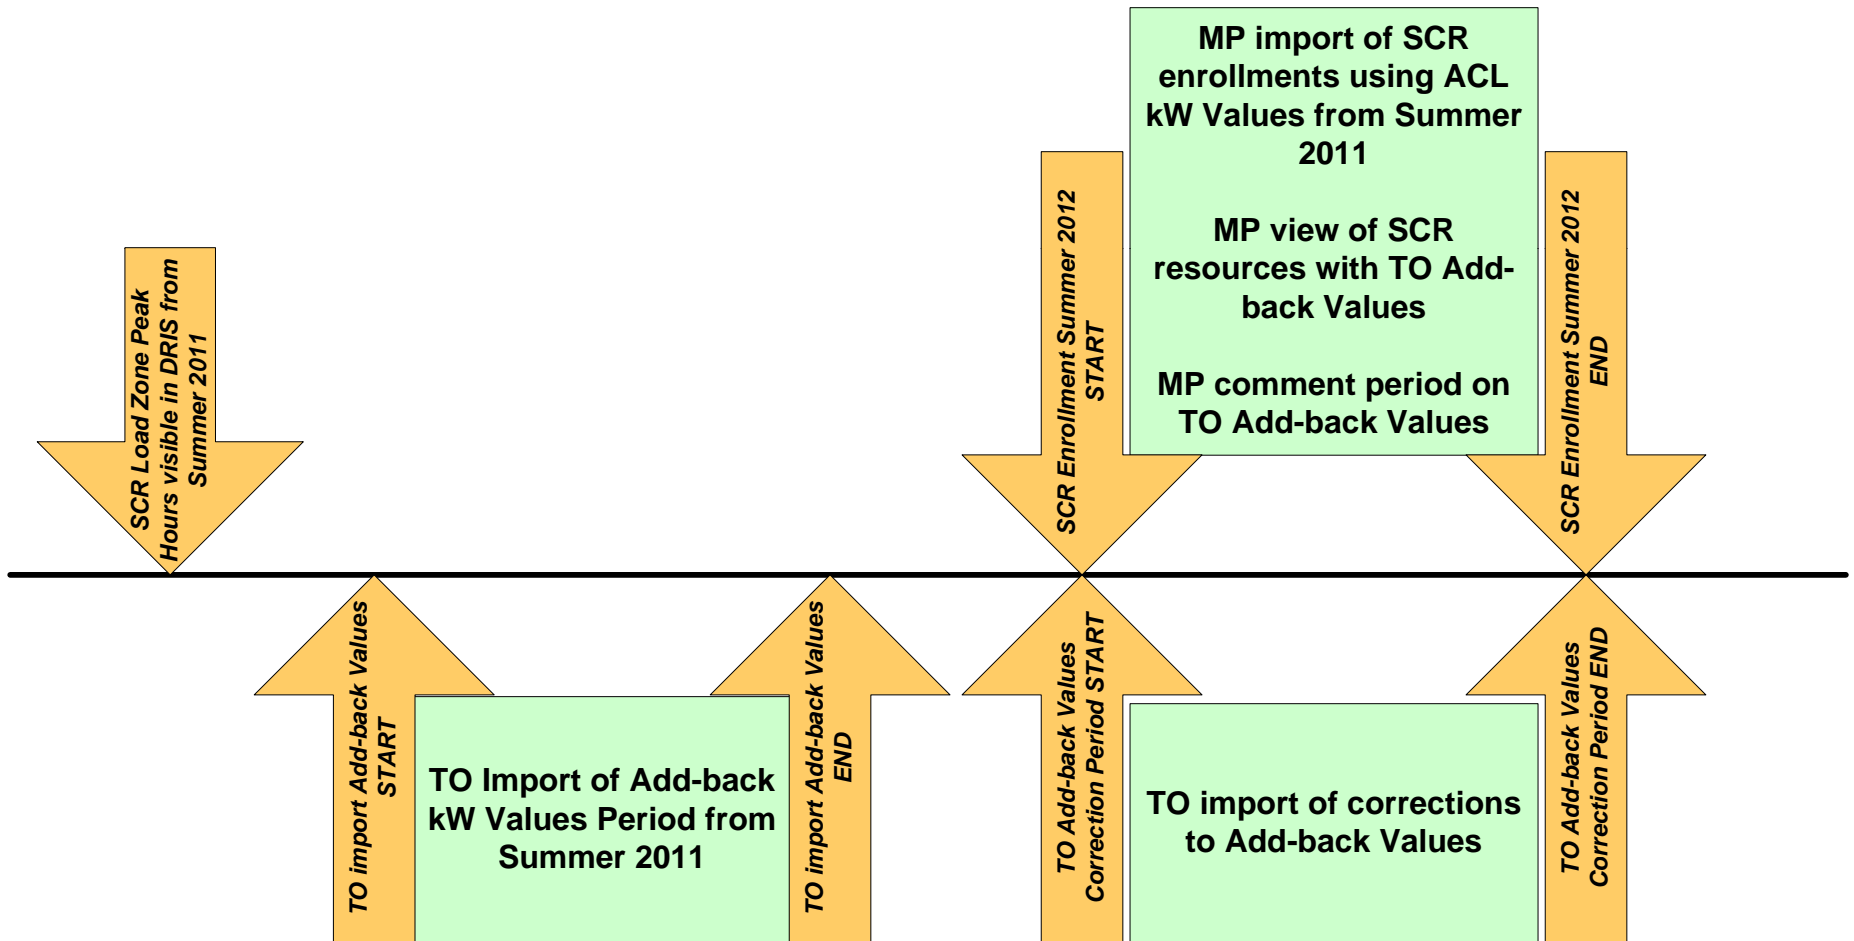 MP import of SCR
enrollments using ACL
kW Values from Summer
2011
MP view of SCR
resources with TO Add-
back Values
MP comment period on
TO Add-back Values
SCR Load Zone Peak
Hours visible in DRIS from
Summer 2011
SCR Enrollment Summer 2012
START
SCR Enrollment Summer 2012
END
TO import Add-back Values
START
TO Import of Add-back
kW Values Period from
Summer 2011
TO import Add-back Values
END
TO Add-back Values
Correction Period START
TO import of corrections
to Add-back Values
TO Add-back Values
Correction Period END